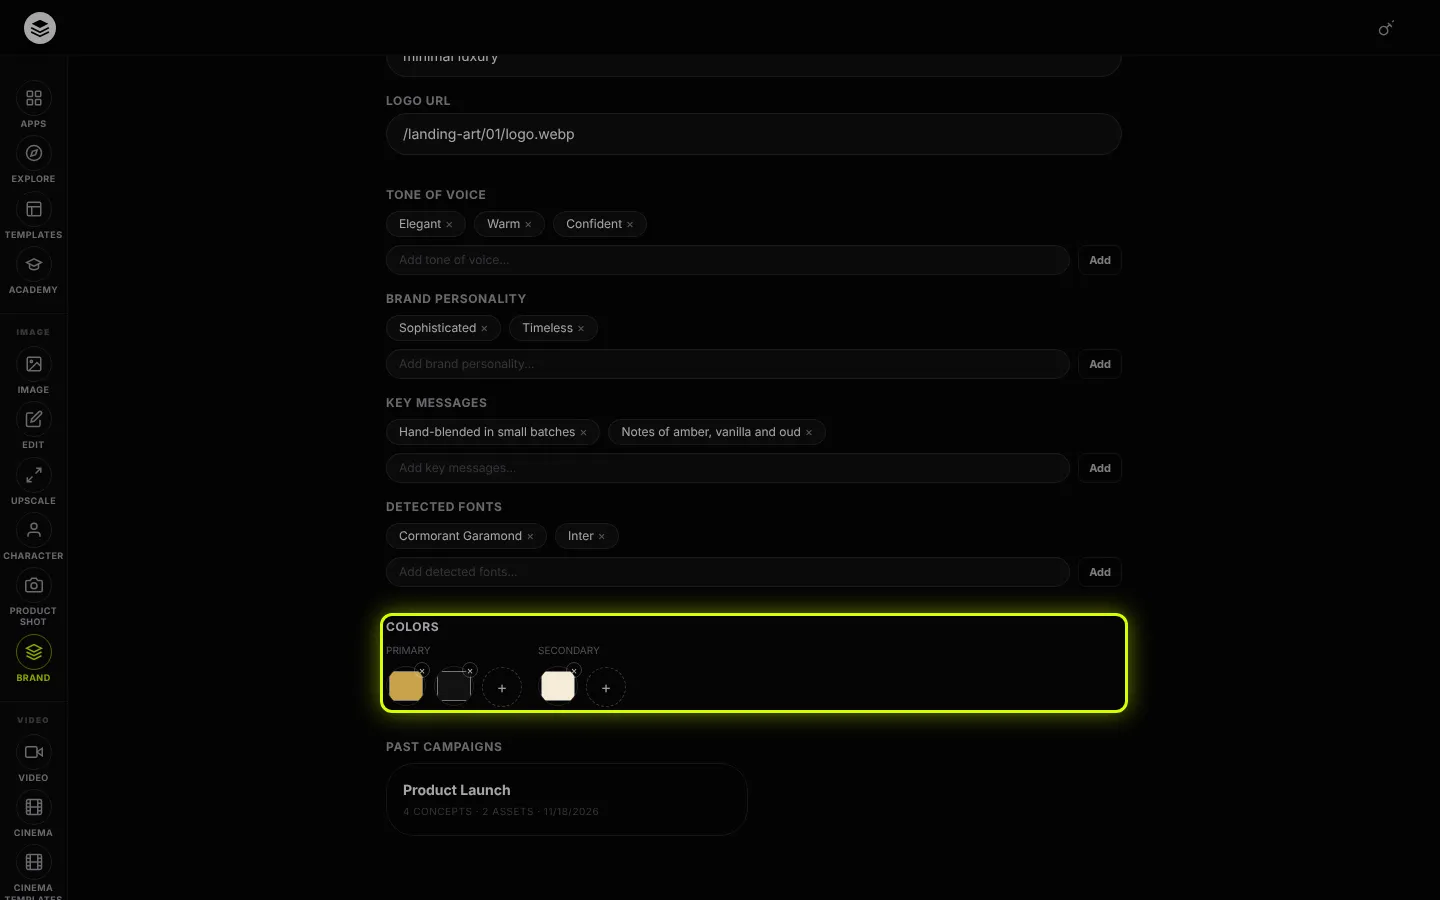 minimal luxury
LOGO URL
/landing-art/01/logo.webp
TONE OF VOICE
Elegant × Warm × Confident ×
Add tone of voice... Add
BRAND PERSONALITY
Sophisticated × Timeless ×
Add brand personality... Add
KEY MESSAGES
Hand-blended in small batches × Notes of amber, vanilla and oud ×
Add key messages... Add
DETECTED FONTS
Cormorant Garamond × Inter ×
Add detected fonts... Add
COLORS
PRIMARY SECONDARY
× × + × +
PAST CAMPAIGNS
Product Launch
4 CONCEPTS · 2 ASSETS · 11/18/2026
APPS
EXPLORE
TEMPLATES
ACADEMY
IMAGE
IMAGE
EDIT
UPSCALE
CHARACTER
PRODUCT
SHOT
BRAND
VIDEO
VIDEO
CINEMA
CINEMA
TEMPLATES